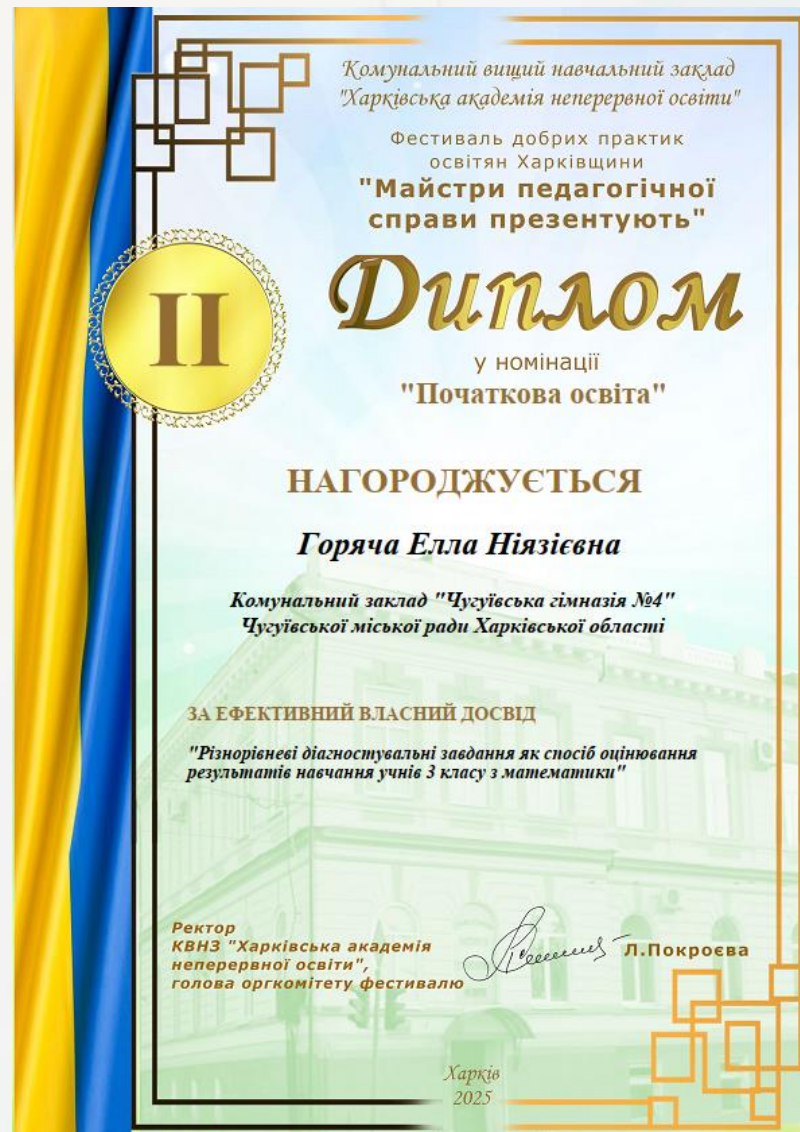 Комунальний вищий навчальний заклад
"Харківська академія неперервної освіти"
Фестиваль добрих практик
освітян Харківщини
"Майстри педагогічної
справи презентують"
Диплом
II
у номінації
"Початкова освіта"
НАГОРОДЖУЄТЬСЯ
Горяча Елла Ніязієвна
Комунальний заклад "Чугуївська гімназія №4"
Чугуївської міської ради Харківської області
ЗА ЕФЕКТИВНИЙ ВЛАСНИЙ ДОСВІД
"Різнорівневі діагностувальні завдання як спосіб оцінювання
результатів навчання учнів 3 класу з математики"
Ректор
КВНЗ "Харківська академія
неперервної освіти",
голова оргкомітету фестивалю
Л.Покроєва
Харків
2025